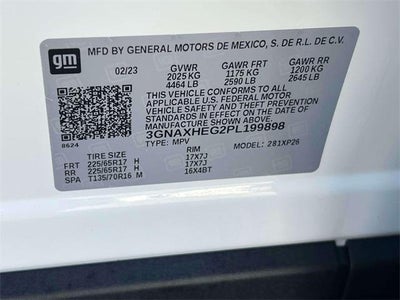 gm
MFD BY GENERAL MOTORS DE MEXICO, S. DE R.L. DE C.V.
02/23 GVWR GAWR FRT GAWR RR
2025 KG 1175 KG 1200 KG
4464 LB 2590 LB 2645 LB
THIS VEHICLE CONFORMS TO ALL APPLICABLE
U.S. FEDERAL MOTOR VEHICLE SAFETY, BUMPER,
AND THEFT PREVENTION STANDARDS IN EFFECT ON
THE DATE OF MANUFACTURE SHOWN ABOVE.
3GNAXHEG2PL199898
8624 TYPE: MPV MODEL: 281XP26
TIRE SIZE RIM
FRT 225/65R17 H 17X7J
RR 225/65R17 H 17X7J
SPA T135/70R16 M 16X4BT